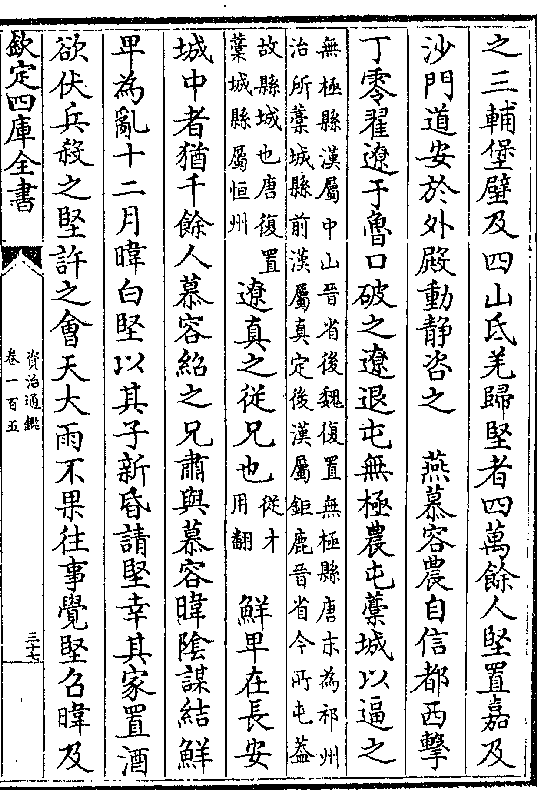 之三輔堡壁及四山氐羌歸堅者四萬餘人堅置嘉及
沙門道安於外殿動静咨之　燕慕容農自信都西擊
丁零翟遼于魯口破之遼退屯無極農屯藁城以逼之
無極縣漢屬中山晉省後魏復置無極縣唐末為祁州
治所藁城縣前漢屬真定後漢屬鉅鹿晉省今所屯蓋
故縣城也唐復置
藁城縣屬恒州
遼真之從兄也
從才
用翻
鮮卑在長安
城中者猶千餘人慕容紹之兄肅與慕容暐陰謀結鮮
卑為亂十二月暐白堅以其子新昏請堅幸其家置酒
欲伏兵殺之堅許之會天大雨不果往事覺堅召暐及
欽定四庫全書
資治通鑑
卷一百五
三十七